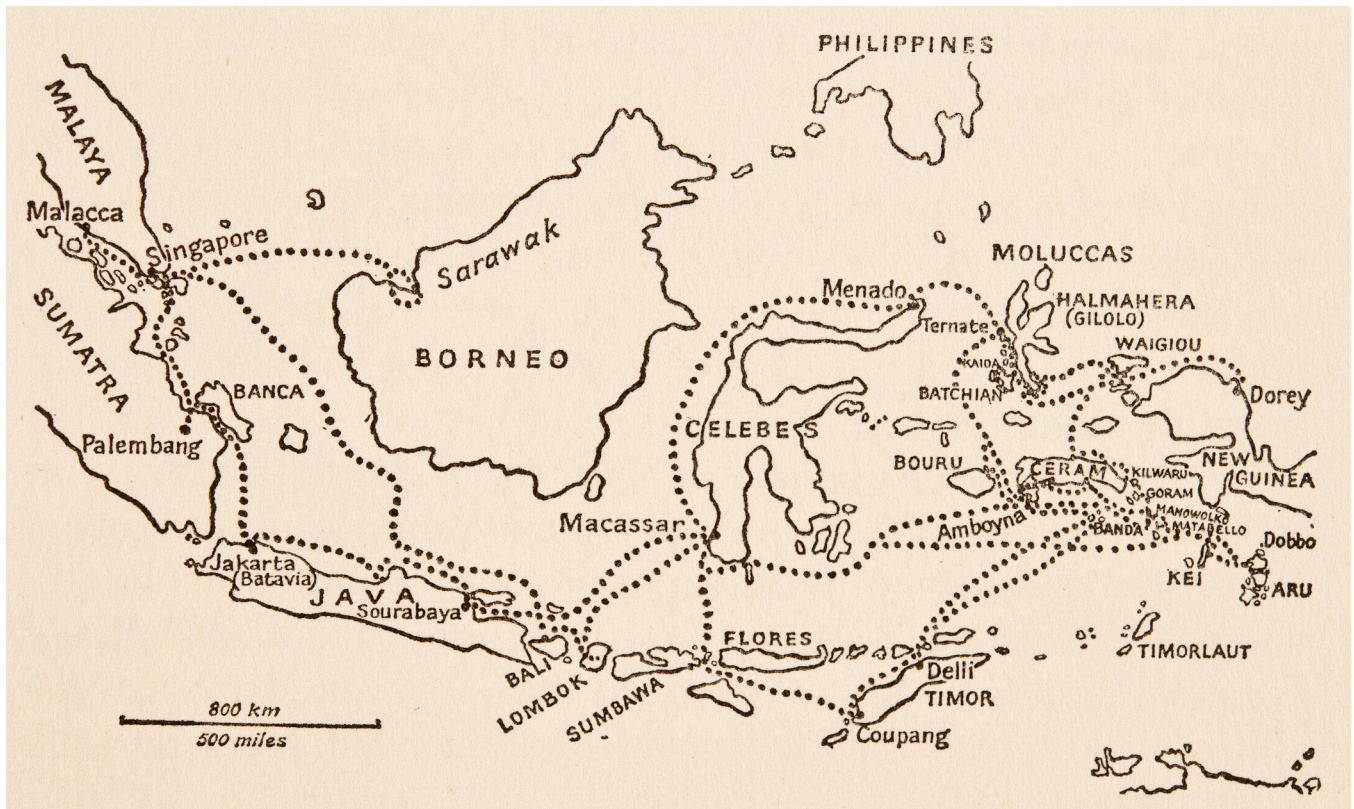 PHILIPPINES
MALAYA
Malacca
Singapore
Sarawak
MOLUCCAS
Menado
HALMAHERA
(GILOLO)
Ternate
WAIGIOU
SUMATRA
BORNEO
KAIOA
BATCHIAN
Dorey
BANCA
CELEBES
Palembang
BOURU
CERAM
KILWARU
NEW
GUINEA
GORAM
MANOWOLKO
MATABELLO
Macassar
Amboyna
BANDA
Dobbo
KEI
ARU
Jakarta
(Batavia)
JAVA
Sourabaya
FLORES
TIMORLAUT
BALI
LOMBOK
SUMBAWA
Delli
TIMOR
Coupang
800 km
500 miles